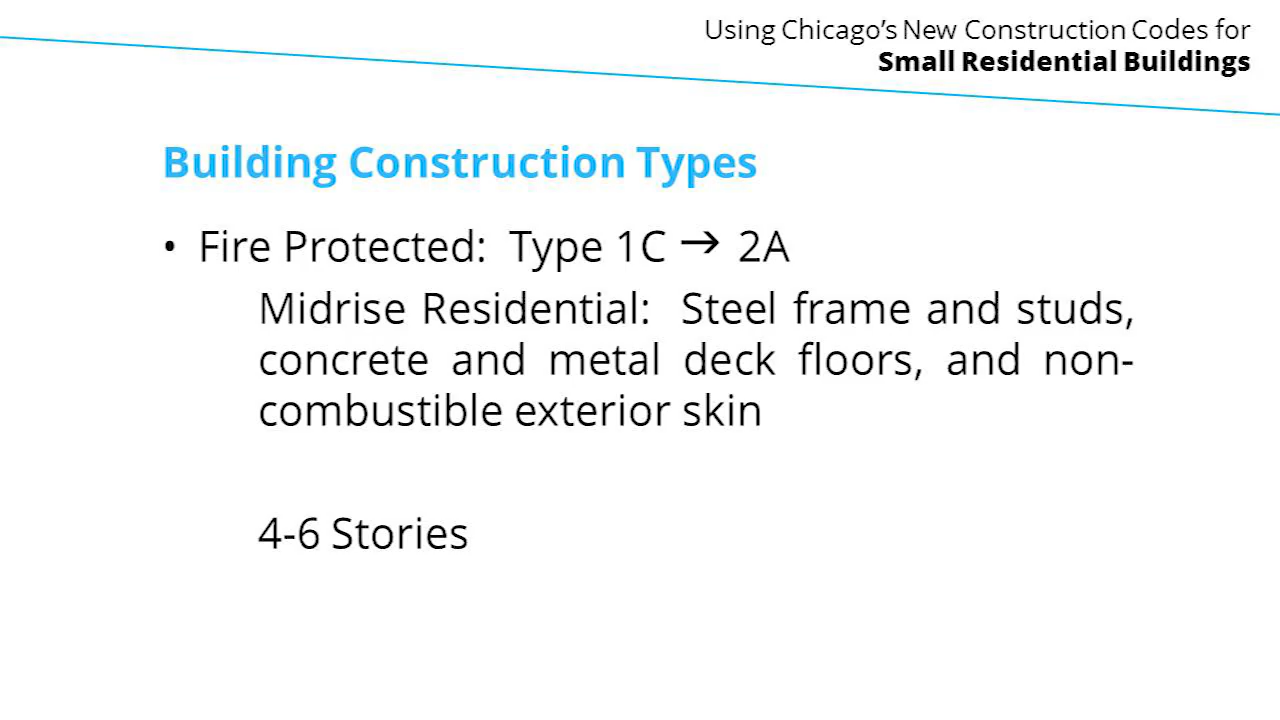 Using Chicago’s New Construction Codes for
Small Residential Buildings
Building Construction Types
• Fire Protected: Type 1C → 2A
Midrise Residential: Steel frame and studs,
concrete and metal deck floors, and non-
combustible exterior skin
4-6 Stories